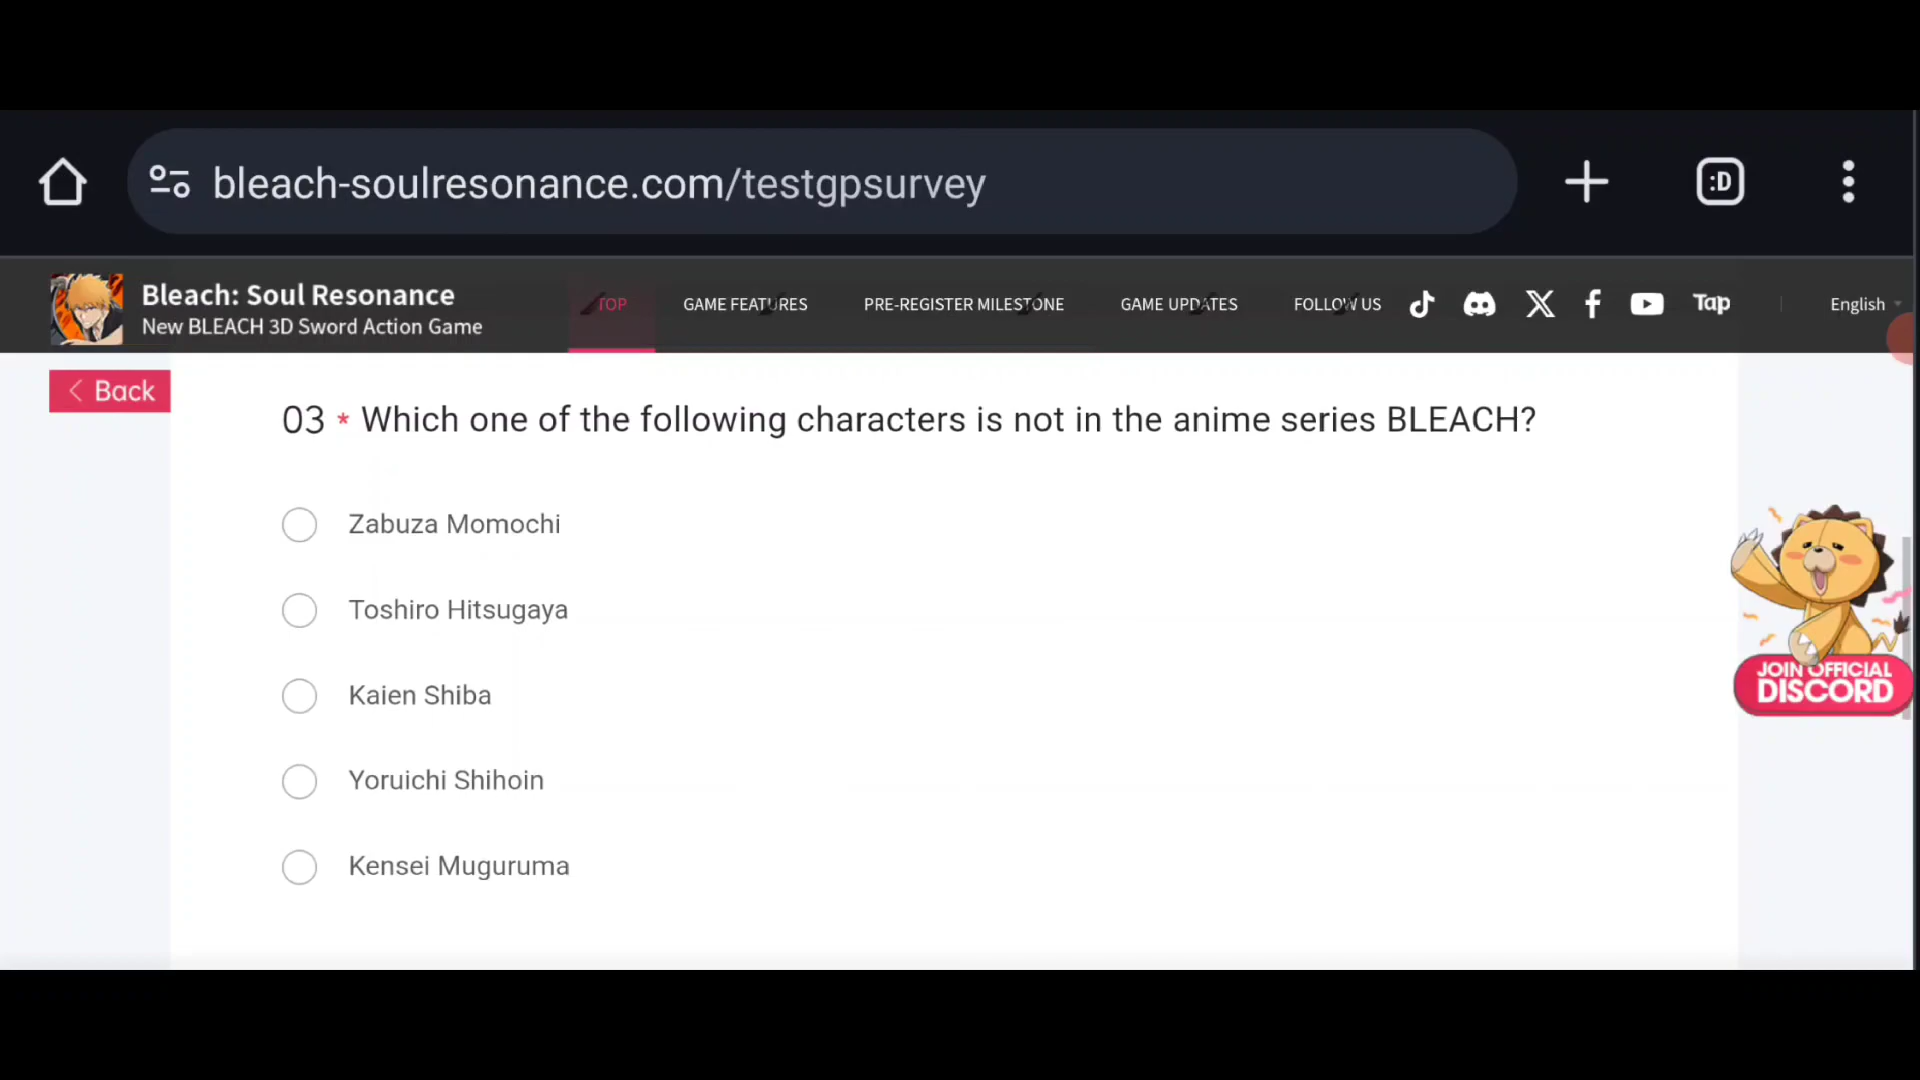 bleach-soulresonance.com/testgpsurvey
:D
Bleach: Soul Resonance
New BLEACH 3D Sword Action Game
TOP
GAME FEATURES
PRE-REGISTER MILESTONE
GAME UPDATES
FOLLOW US
Tap
English
< Back
03 * Which one of the following characters is not in the anime series BLEACH?
Zabuza Momochi
Toshiro Hitsugaya
Kaien Shiba
Yoruichi Shihoin
Kensei Muguruma
JOIN OFFICIAL
DISCORD